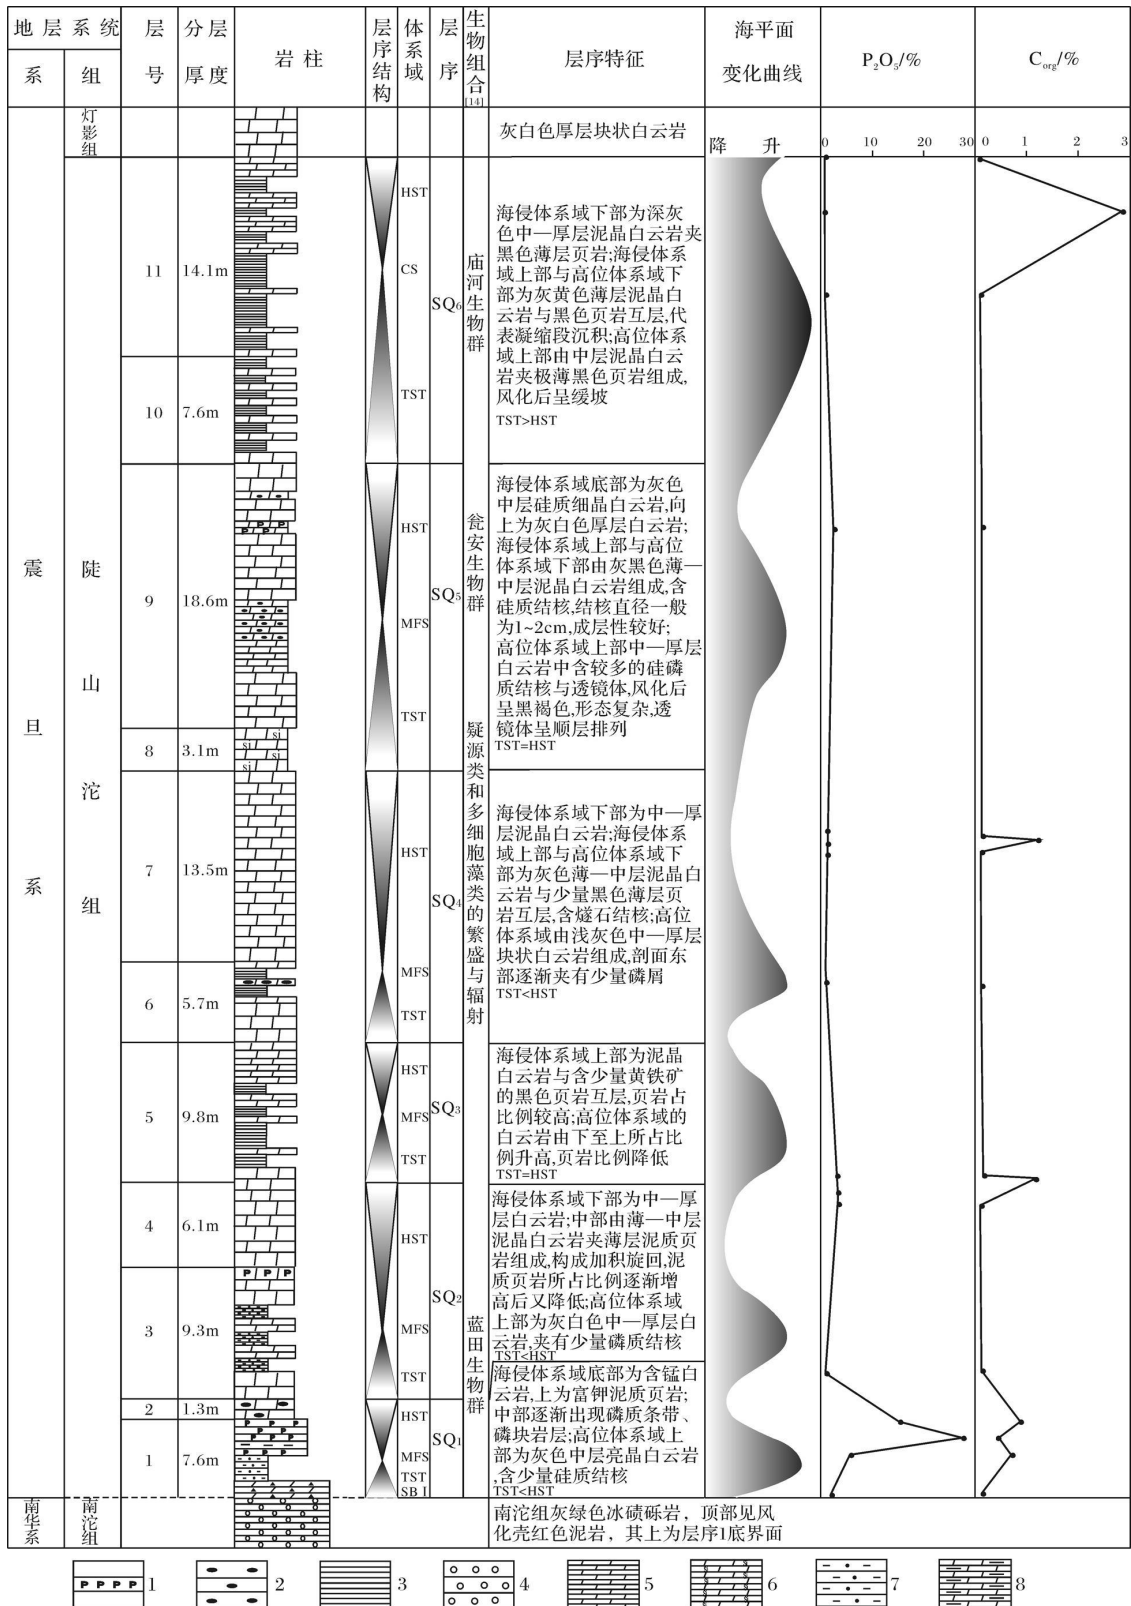 地层系统
系
组
层号
分层厚度
岩柱
层序结构
体系域
层序
生物组合[14]
层序特征
海平面
变化曲线
P₂O₅/%
Corg/%
降 升
0 10 20 30
0 1 2 3
震旦系
南华系
灯影组
陡山沱组
南沱组
灰白色厚层块状白云岩
11 14.1m
10 7.6m
9 18.6m
8 3.1m
7 13.5m
6 5.7m
5 9.8m
4 6.1m
3 9.3m
2 1.3m
1 7.6m
P P P
P P
si si
si si
si
P P P
P P P
P P P
P P P
P P
HST
CS
TST
HST
MFS
TST
HST
MFS
TST
HST
MFS
TST
HST
MFS
TST
HST
MFS
TST
SB I
SQ₆
SQ₅
SQ₄
SQ₃
SQ₂
SQ₁
庙河生物群
瓮安生物群
疑源类和多细胞藻类的繁盛与辐射
蓝田生物群
海侵体系域下部为深灰
色中—厚层泥晶白云岩夹
黑色薄层页岩;海侵体系
域上部与高位体系域下
部为灰黄色薄层泥晶白
云岩与黑色页岩互层,代
表凝缩段沉积;高位体系
域上部由中层泥晶白云
岩夹极薄黑色页岩组成,
风化后呈缓坡
TST>HST
海侵体系域底部为灰色
中层硅质细晶白云岩,向
上为灰白色厚层白云岩;
海侵体系域上部与高位
体系域下部由灰黑色薄—
中层泥晶白云岩组成,含
硅质结核,结核直径一般
为1~2cm,成层性较好;
高位体系域上部中—厚层
白云岩中含较多的硅磷
质结核与透镜体,风化后
呈黑褐色,形态复杂,透
镜体呈顺层排列
TST=HST
海侵体系域下部为中—厚
层泥晶白云岩;海侵体系
域上部与高位体系域下
部为灰色薄—中层泥晶白
云岩与少量黑色薄层页
岩互层,含燧石结核;高位
体系域由浅灰色中—厚层
块状白云岩组成,剖面东
部逐渐夹有少量磷屑
TST<HST
海侵体系域上部为泥晶
白云岩与含少量黄铁矿
的黑色页岩互层,页岩占
比例较高;高位体系域的
白云岩由下至上所占比
例升高,页岩比例降低
TST=HST
海侵体系域下部为中—厚
层白云岩;中部由薄—中层
泥晶白云岩夹薄层泥质页
岩组成,构成加积旋回,泥
质页岩所占比例逐渐增
高后又降低;高位体系域
上部为灰白色中—厚层白
云岩,夹有少量磷质结核
TST<HST
海侵体系域底部为含锰白
云岩,上为富钾泥质页岩;
中部逐渐出现磷质条带、
磷块岩层;高位体系域上
部为灰色中层亮晶白云岩
,含少量硅质结核
TST<HST
南沱组灰绿色冰碛砾岩，顶部见风
化壳红色泥岩，其上为层序1底界面
P P P P 1
2
3
4
5
6
7
8